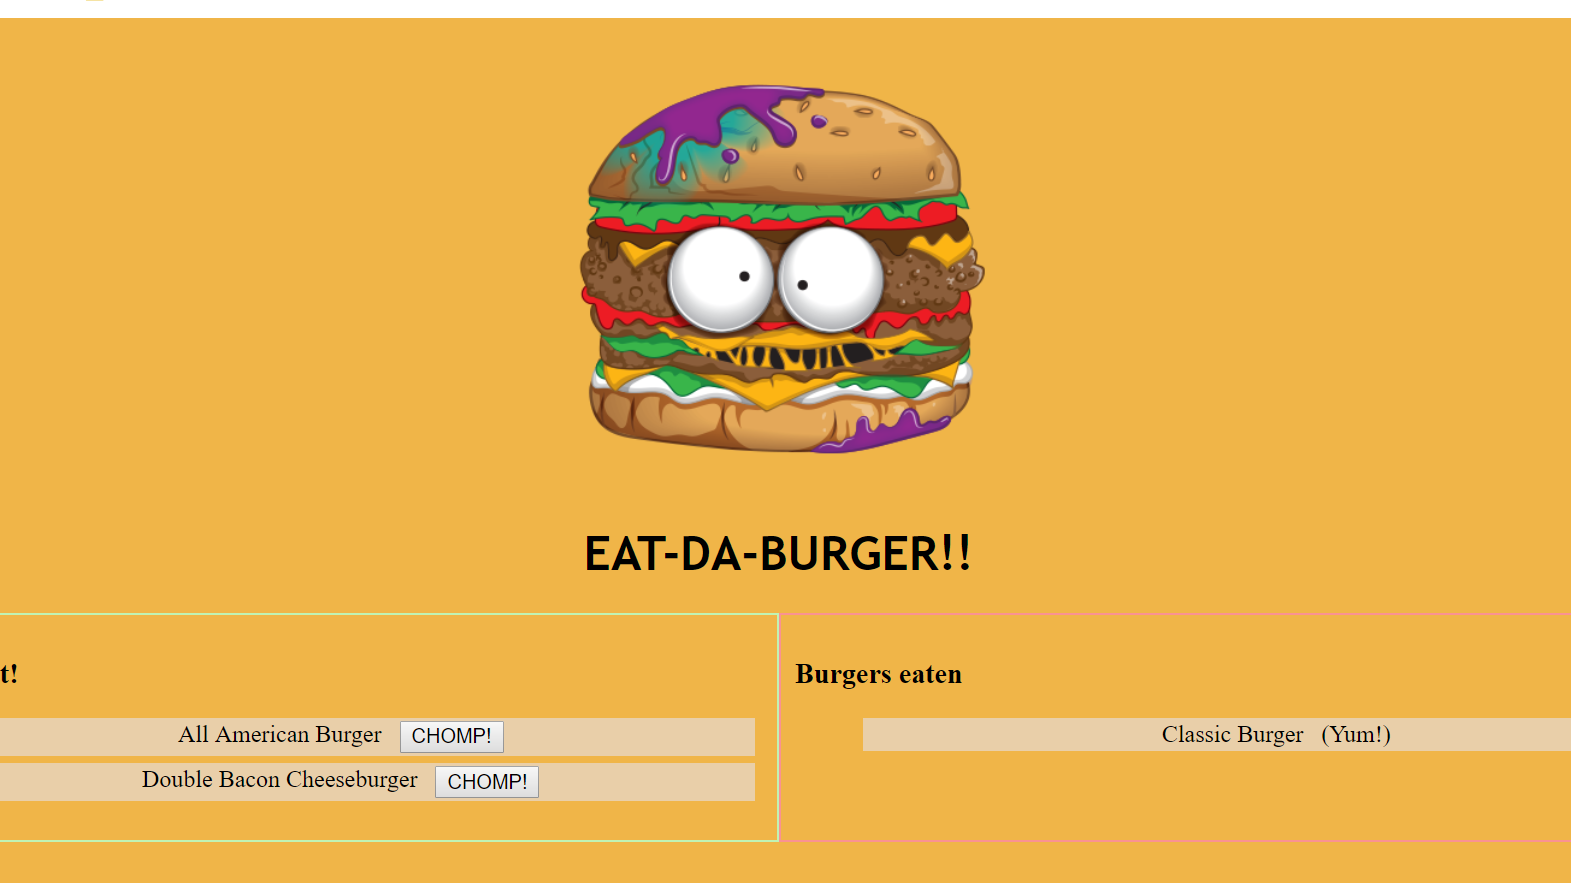 EAT-DA-BURGER!!
t!
All American Burger CHOMP!
Double Bacon Cheeseburger CHOMP!
Burgers eaten
Classic Burger (Yum!)